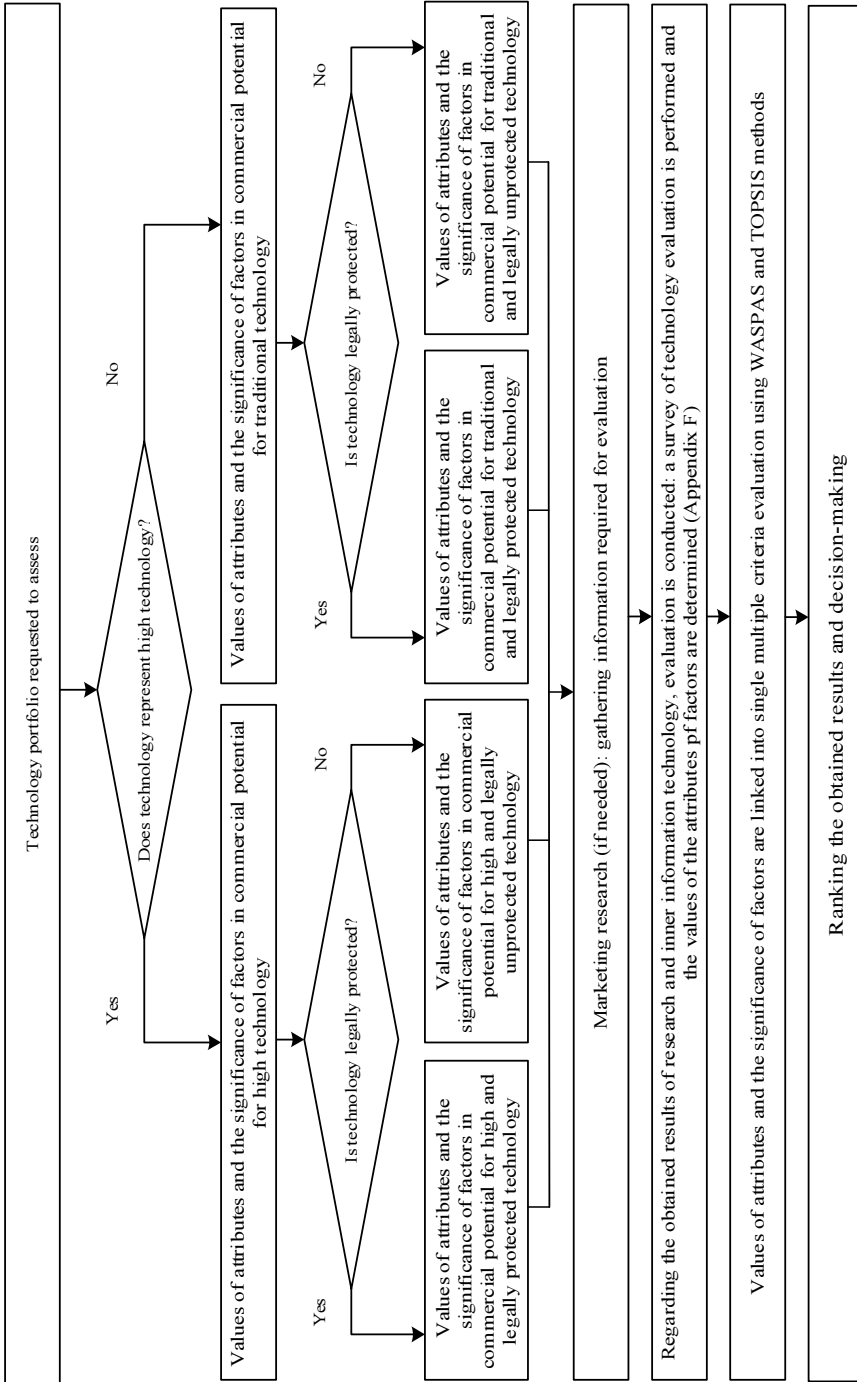 Technology portfolio requested to assess
Does technology represent high technology?
Yes
No
Values of attributes and the significance of factors in commercial potential
for high technology
Values of attributes and the significance of factors in commercial potential
for traditional technology
Is technology legally protected?
Yes
No
Is technology legally protected?
Yes
No
Values of attributes and the
significance of factors in
commercial potential for high and
legally protected technology
Values of attributes and the
significance of factors in commercial
potential for high and legally
unprotected technology
Values of attributes and the
significance of factors in
commercial potential for traditional
and legally protected technology
Values of attributes and the
significance of factors in
commercial potential for traditional
and legally unprotected technology
Marketing research (if needed): gathering information required for evaluation
Regarding the obtained results of research and inner information technology, evaluation is conducted: a survey of technology evaluation is performed and
the values of the attributes pf factors are determined (Appendix F)
Values of attributes and the significance of factors are linked into single multiple criteria evaluation using WASPAS and TOPSIS methods
Ranking the obtained results and decision-making